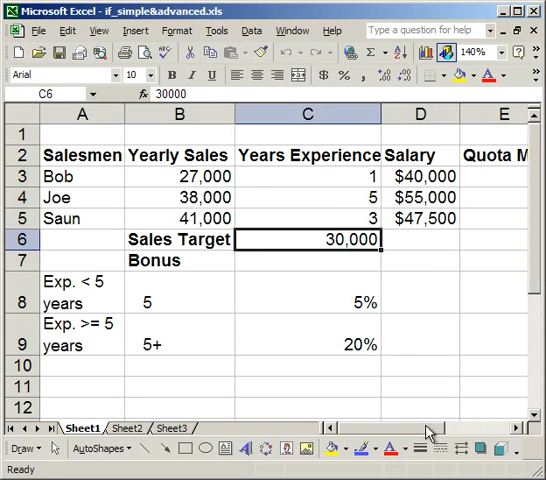 Microsoft Excel - if_simple&advanced.xls
File Edit View Insert Format Tools Data Window Help Type a question for help
140%
Arial 10 B I U $ % , A
C6 fx 30000
A B C D E
1
2 Salesmen Yearly Sales Years Experience Salary Quota M
3 Bob 27,000 1 $40,000
4 Joe 38,000 5 $55,000
5 Saun 41,000 3 $47,500
6 Sales Target 30,000
7 Bonus
Exp. < 5
8 years 5 5%
Exp. >= 5
9 years 5+ 20%
10
11
12
Sheet1 Sheet2 Sheet3
Draw AutoShapes
Ready